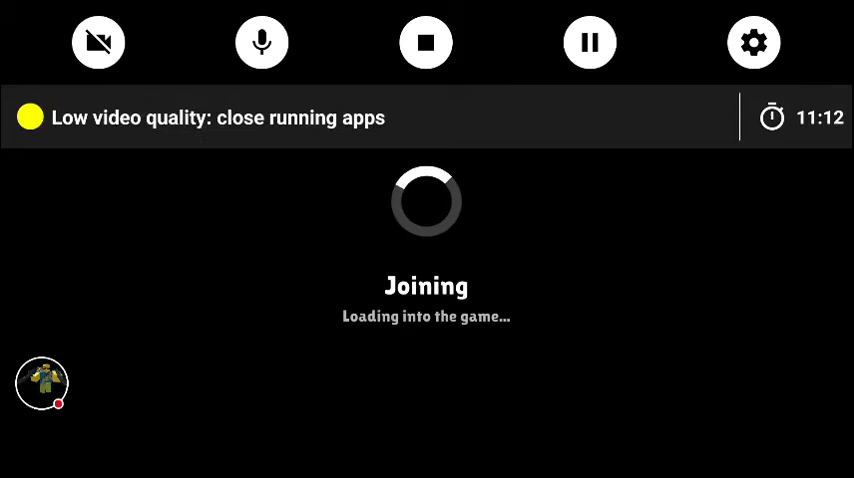 Low video quality: close running apps
11:12
Joining
Loading into the game...